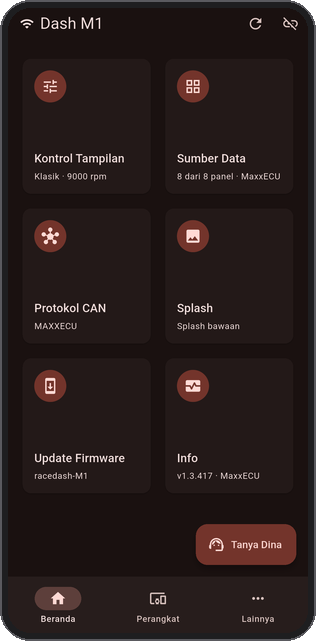 Dash M1
Kontrol Tampilan
Klasik · 9000 rpm
Sumber Data
8 dari 8 panel · MaxxECU
Protokol CAN
MAXXECU
Splash
Splash bawaan
Update Firmware
racedash-M1
Info
v1.3.417 · MaxxECU
Tanya Dina
Beranda
Perangkat
Lainnya